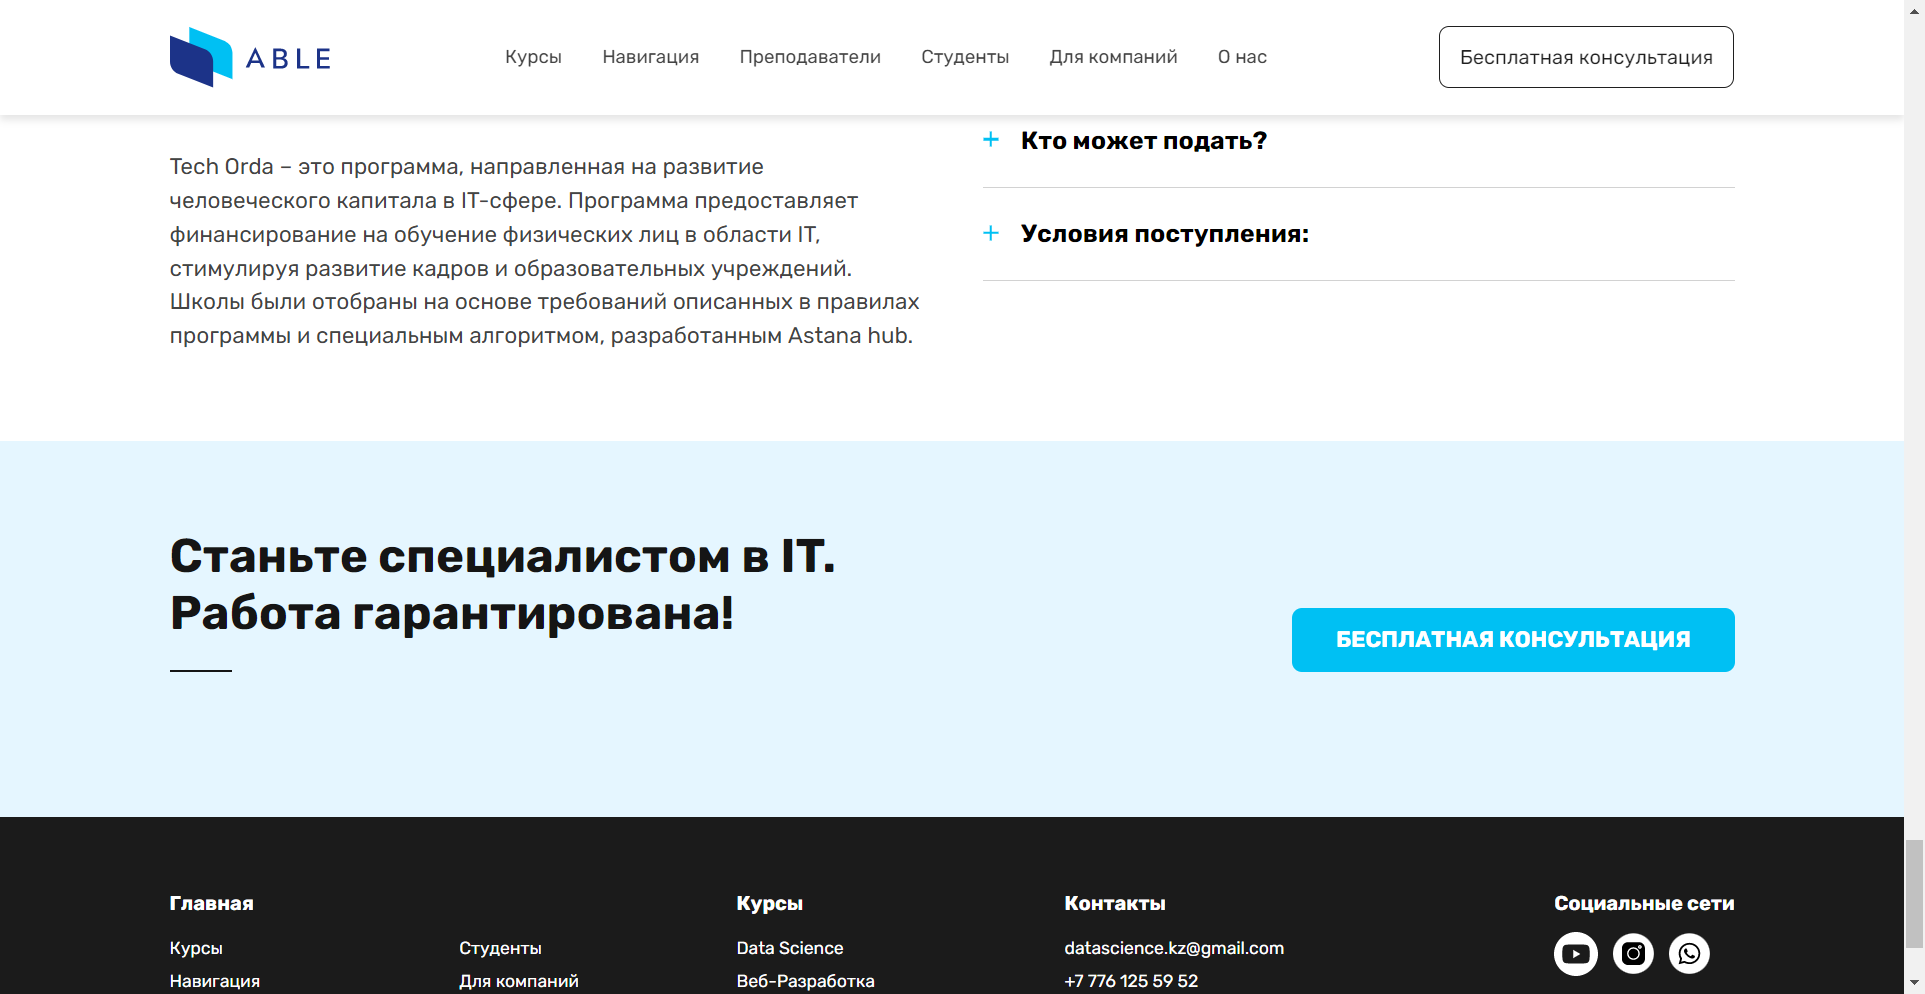 ABLE
Курсы
Навигация
Преподаватели
Студенты
Для компаний
О нас
Бесплатная консультация
Tech Orda – это программа, направленная на развитие
человеческого капитала в IT-сфере. Программа предоставляет
финансирование на обучение физических лиц в области IT,
стимулируя развитие кадров и образовательных учреждений.
Школы были отобраны на основе требований описанных в правилах
программы и специальным алгоритмом, разработанным Astana hub.
+ Кто может подать?
+ Условия поступления:
Станьте специалистом в IT.
Работа гарантирована!
БЕСПЛАТНАЯ КОНСУЛЬТАЦИЯ
Главная
Курсы
Навигация
Студенты
Для компаний
Курсы
Data Science
Веб-Разработка
Контакты
datascience.kz@gmail.com
+7 776 125 59 52
Социальные сети